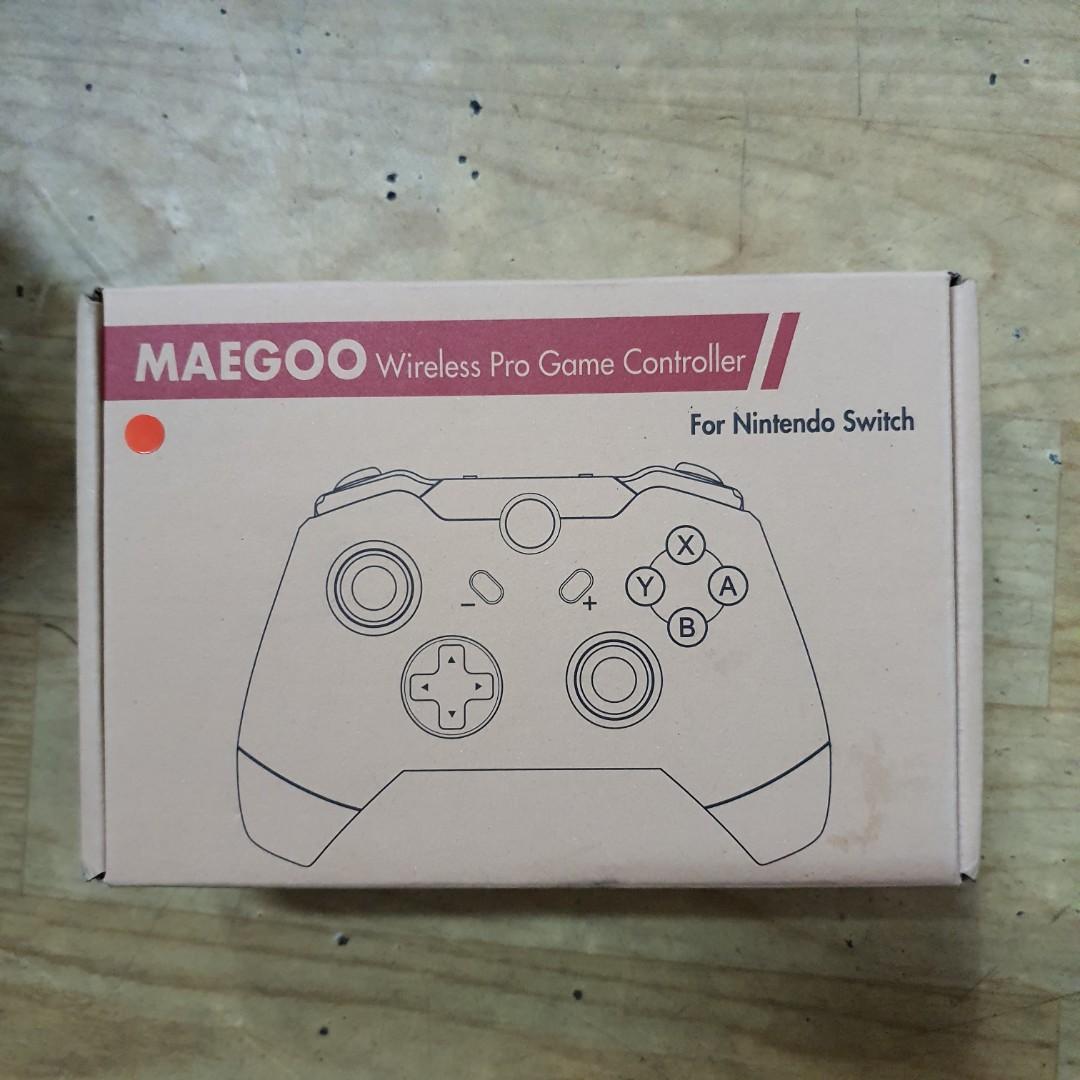 MAEGOO Wireless Pro Game Controller
For Nintendo Switch
X
Y A
B
- +